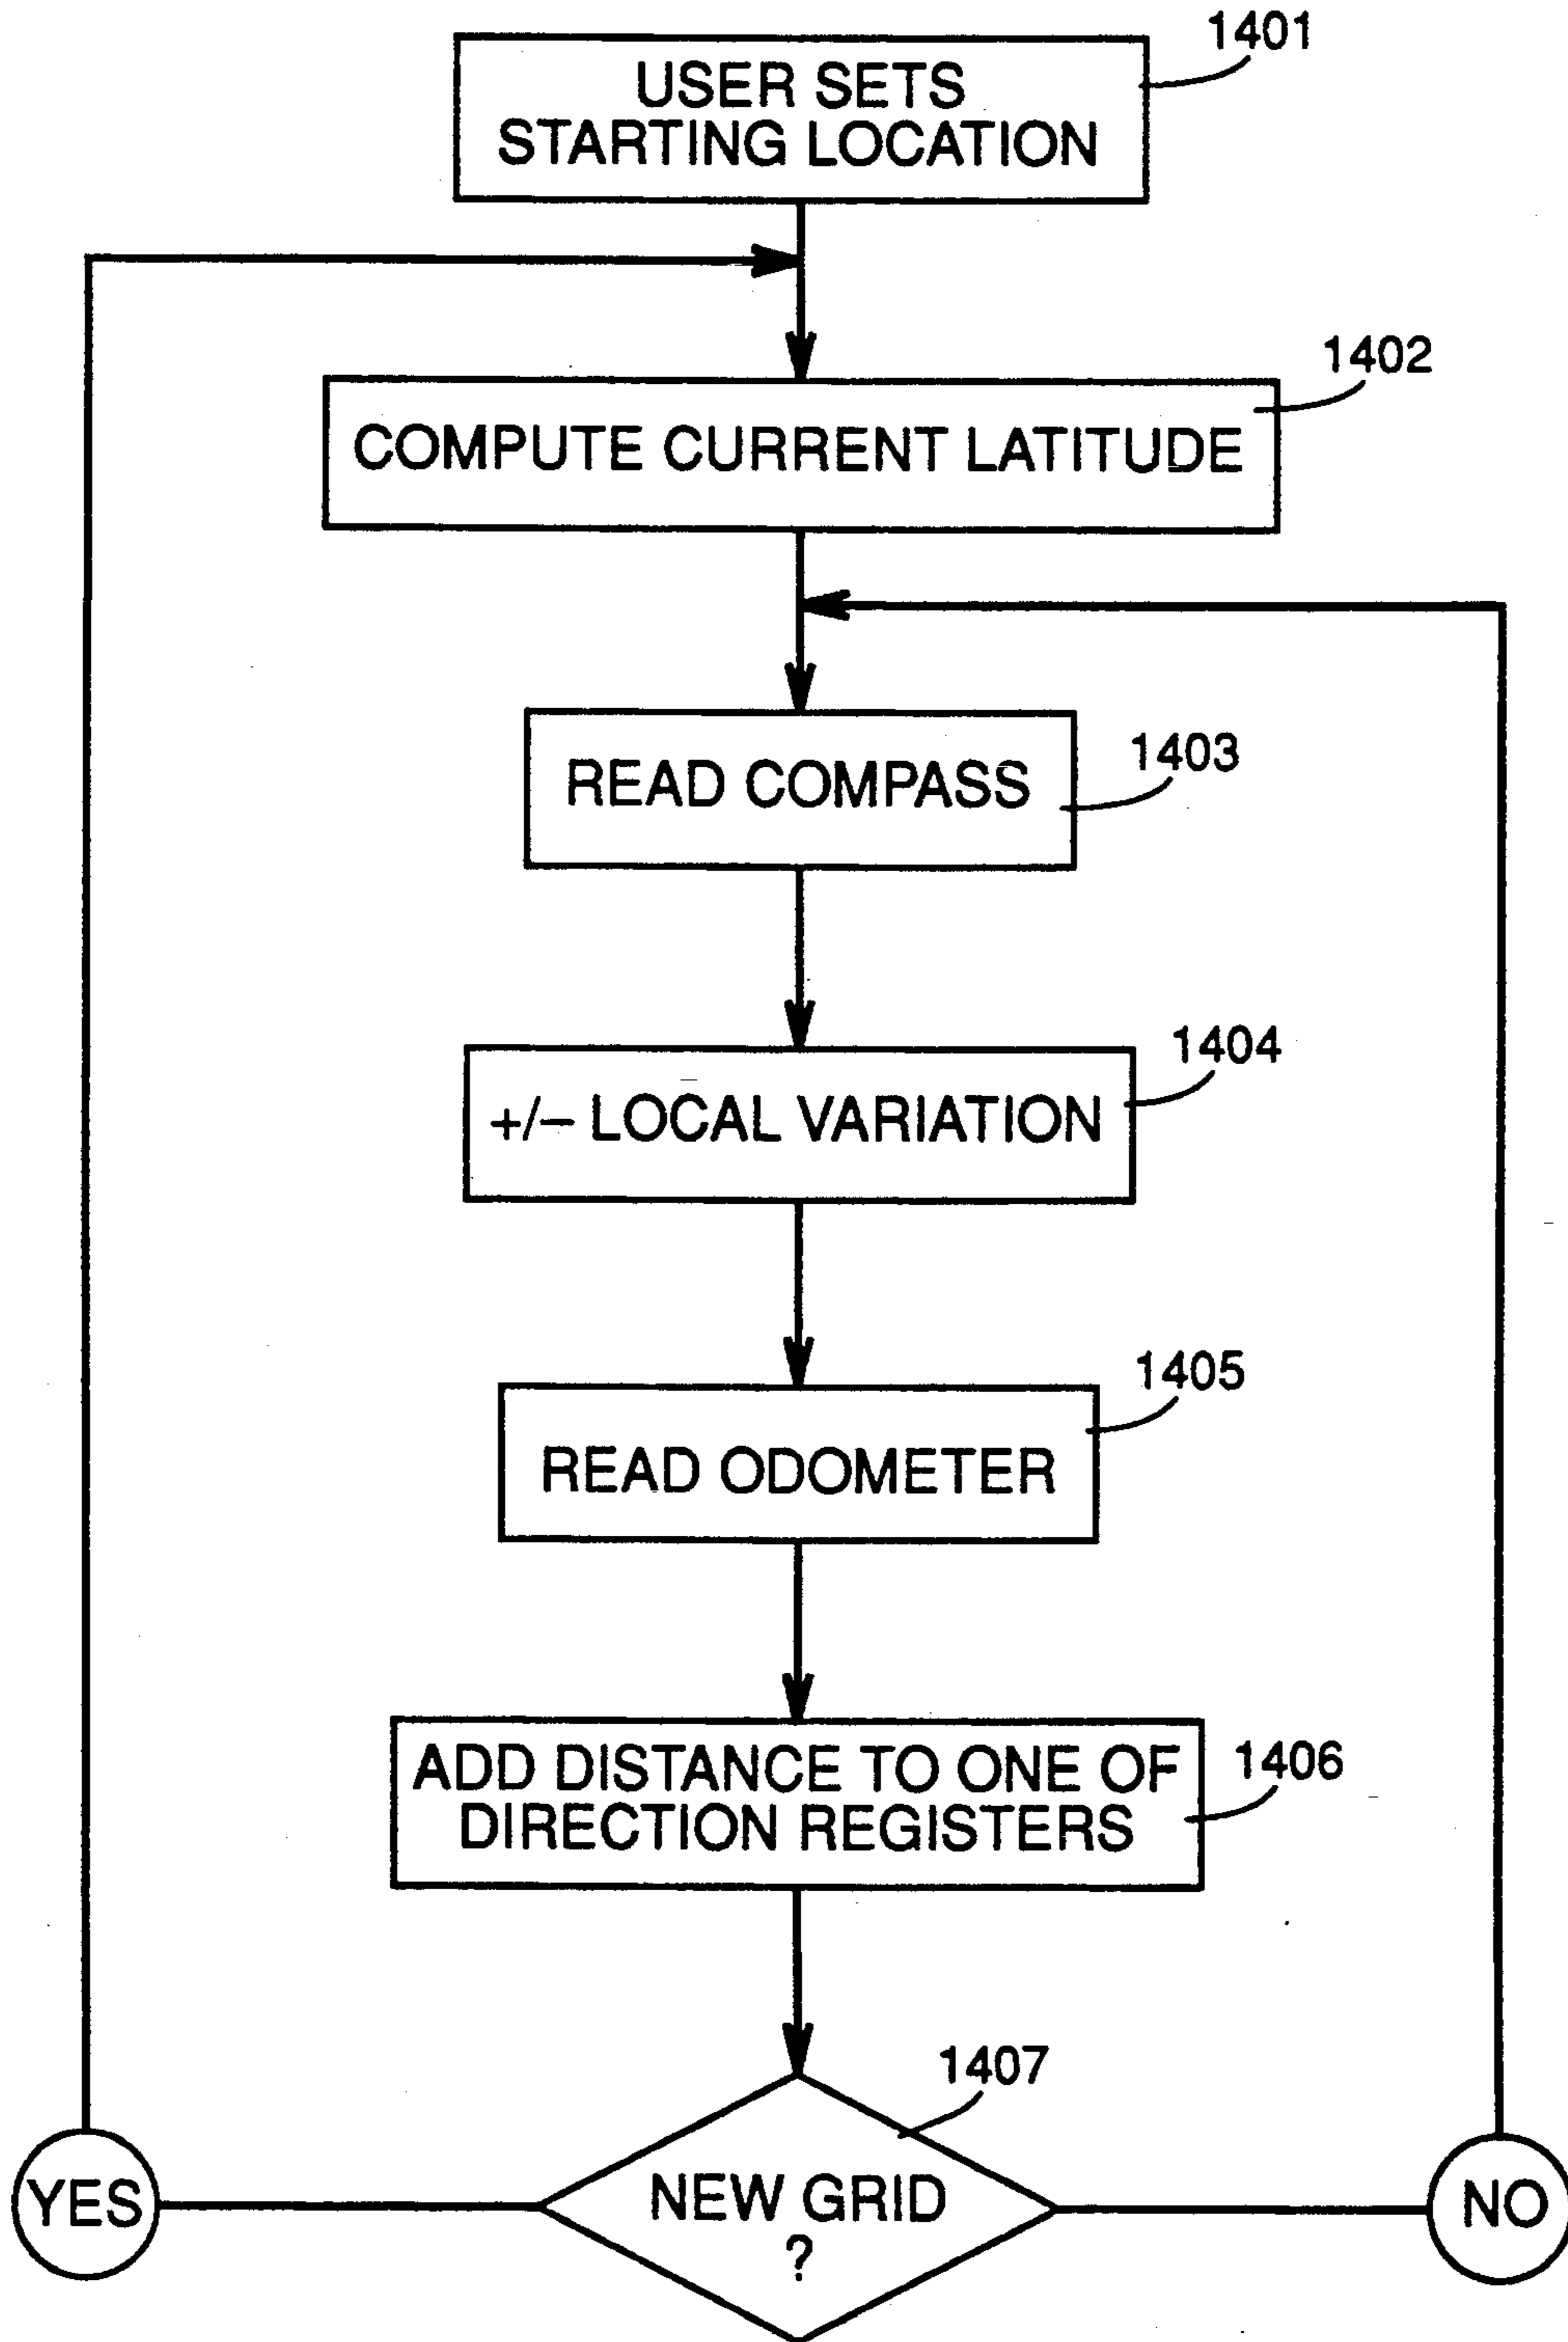 1401
USER SETS
STARTING LOCATION
1402
COMPUTE CURRENT LATITUDE
1403
READ COMPASS
1404
+/– LOCAL VARIATION
1405
READ ODOMETER
1406
ADD DISTANCE TO ONE OF
DIRECTION REGISTERS
1407
NEW GRID
?
YES
NO